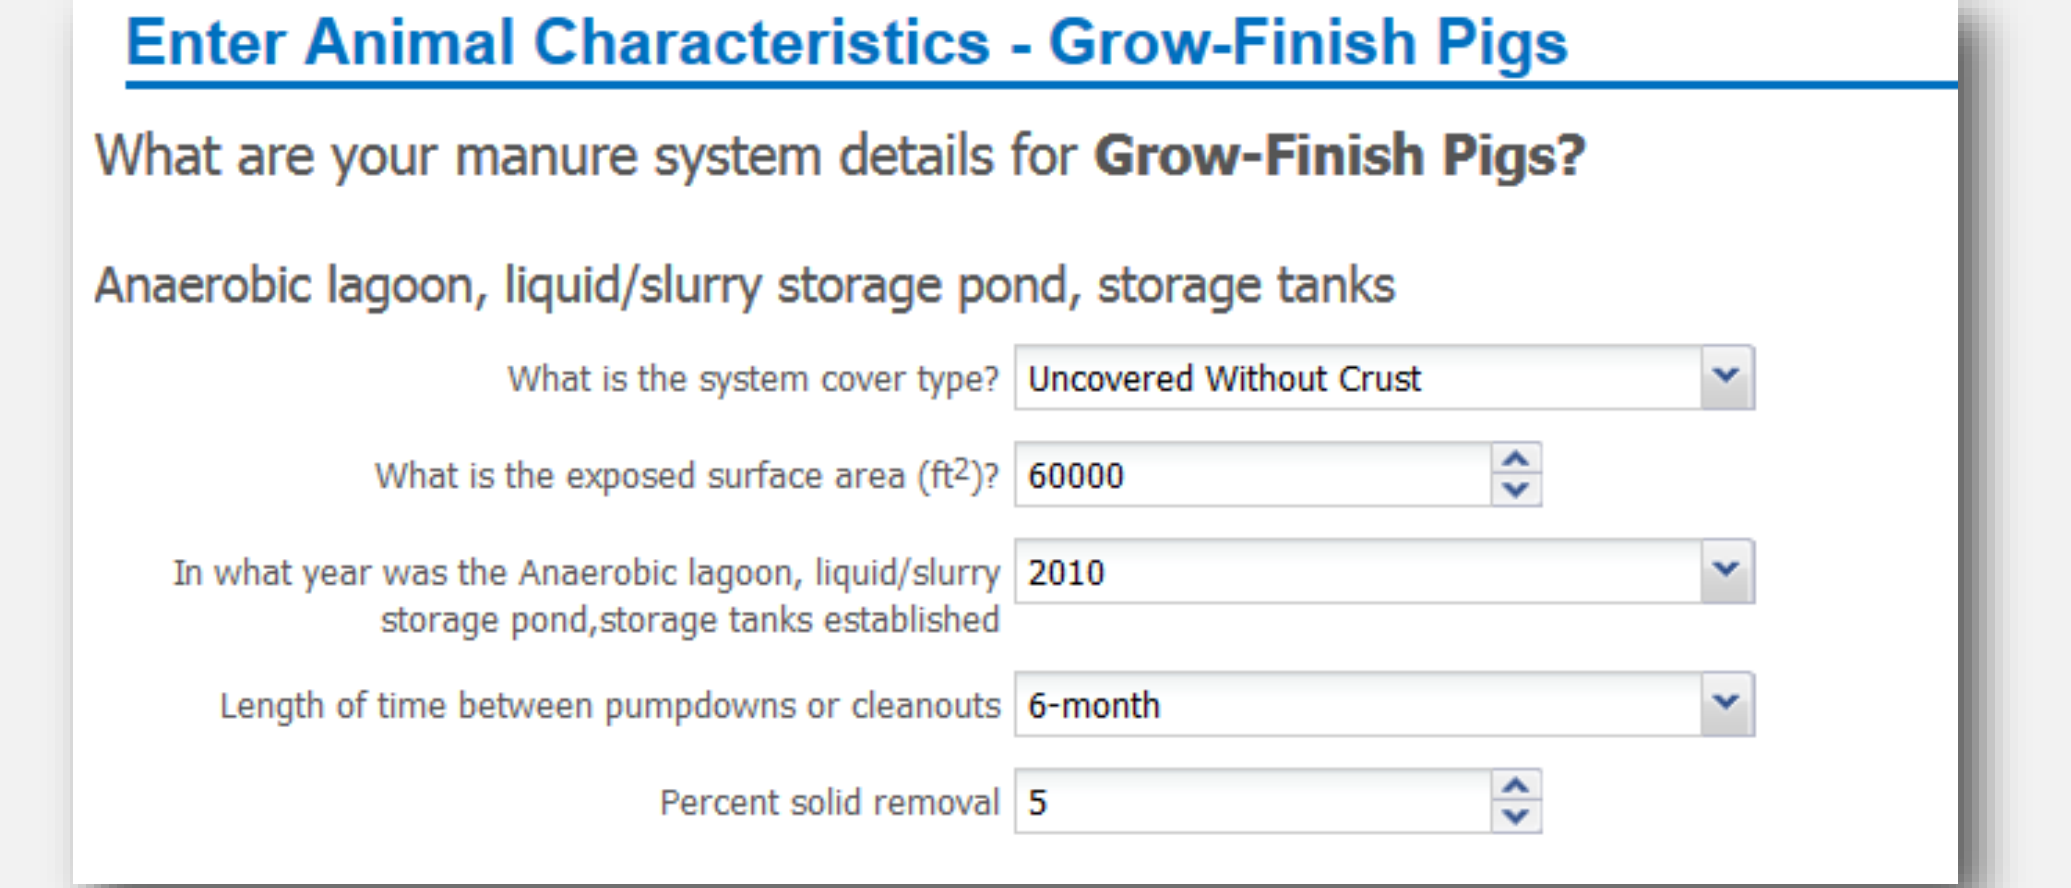 Enter Animal Characteristics - Grow-Finish Pigs
What are your manure system details for Grow-Finish Pigs?
Anaerobic lagoon, liquid/slurry storage pond, storage tanks
What is the system cover type? Uncovered Without Crust
What is the exposed surface area (ft2)? 60000
In what year was the Anaerobic lagoon, liquid/slurry 2010
storage pond,storage tanks established
Length of time between pumpdowns or cleanouts 6-month
Percent solid removal 5